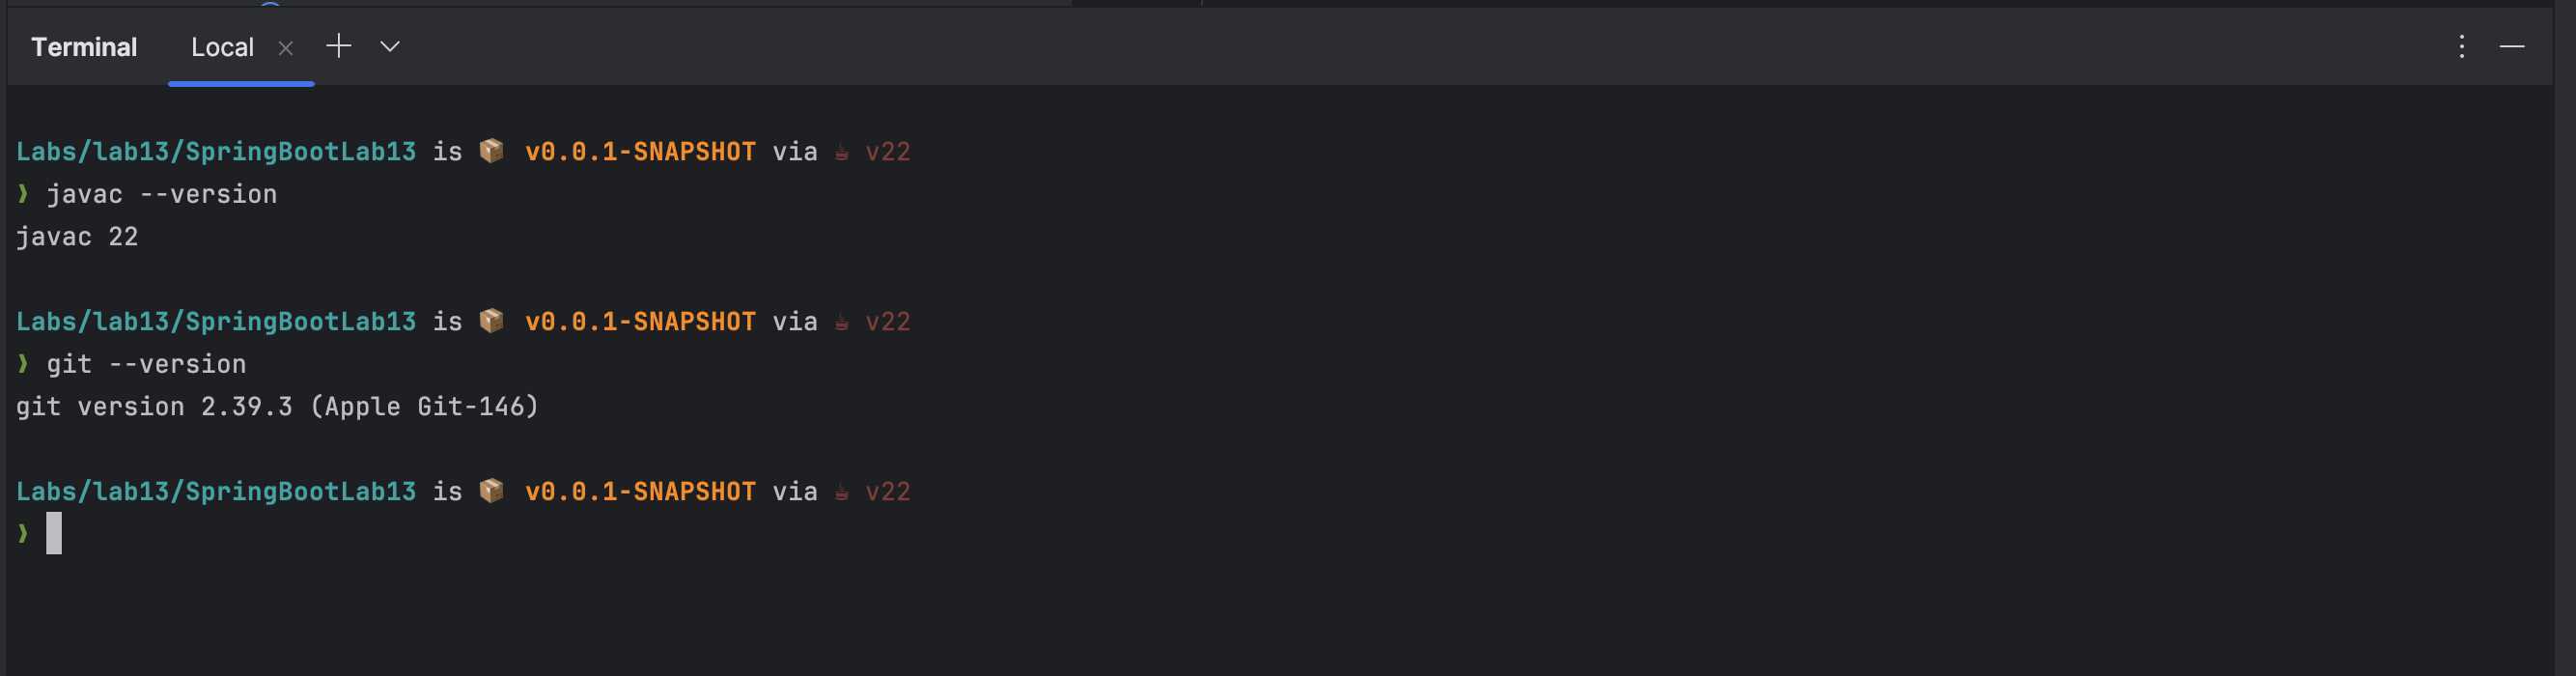 Terminal Local
Labs/lab13/SpringBootLab13 is 📦 v0.0.1-SNAPSHOT via ☕ v22
❯ javac --version
javac 22
Labs/lab13/SpringBootLab13 is 📦 v0.0.1-SNAPSHOT via ☕ v22
❯ git --version
git version 2.39.3 (Apple Git-146)
Labs/lab13/SpringBootLab13 is 📦 v0.0.1-SNAPSHOT via ☕ v22
❯